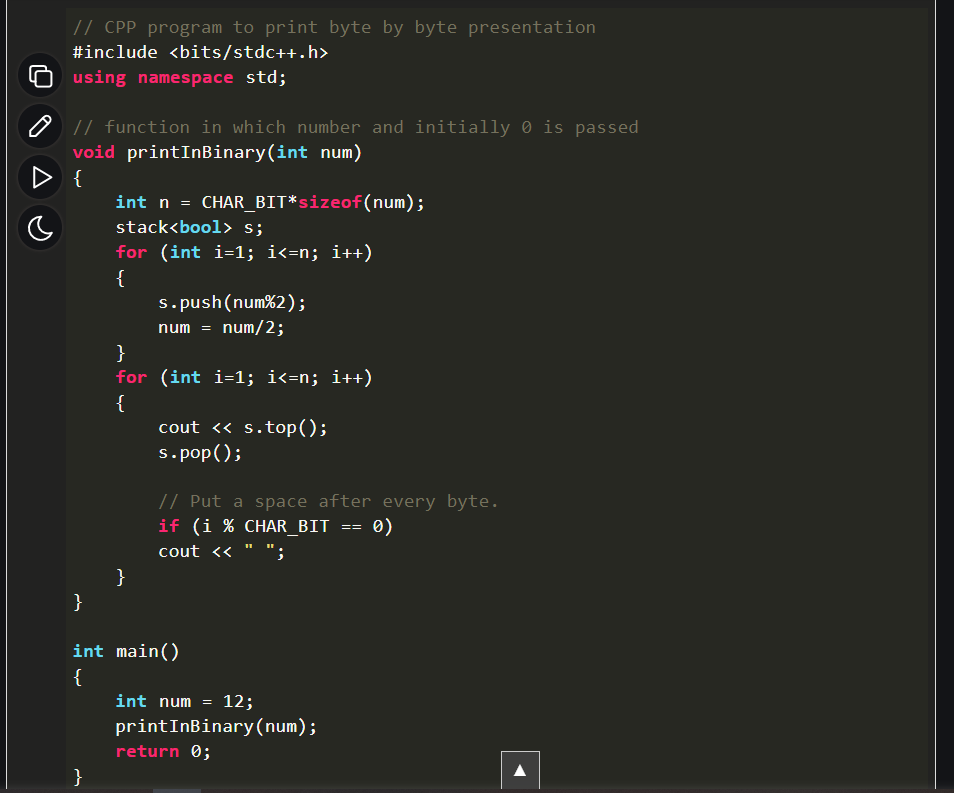 // CPP program to print byte by byte presentation
#include <bits/stdc++.h>
using namespace std;

// function in which number and initially 0 is passed
void printInBinary(int num)
{
    int n = CHAR_BIT*sizeof(num);
    stack<bool> s;
    for (int i=1; i<=n; i++)
    {
        s.push(num%2);
        num = num/2;
    }
    for (int i=1; i<=n; i++)
    {
        cout << s.top();
        s.pop();

        // Put a space after every byte.
        if (i % CHAR_BIT == 0)
        cout << " ";
    }
}

int main()
{
    int num = 12;
    printInBinary(num);
    return 0;
}